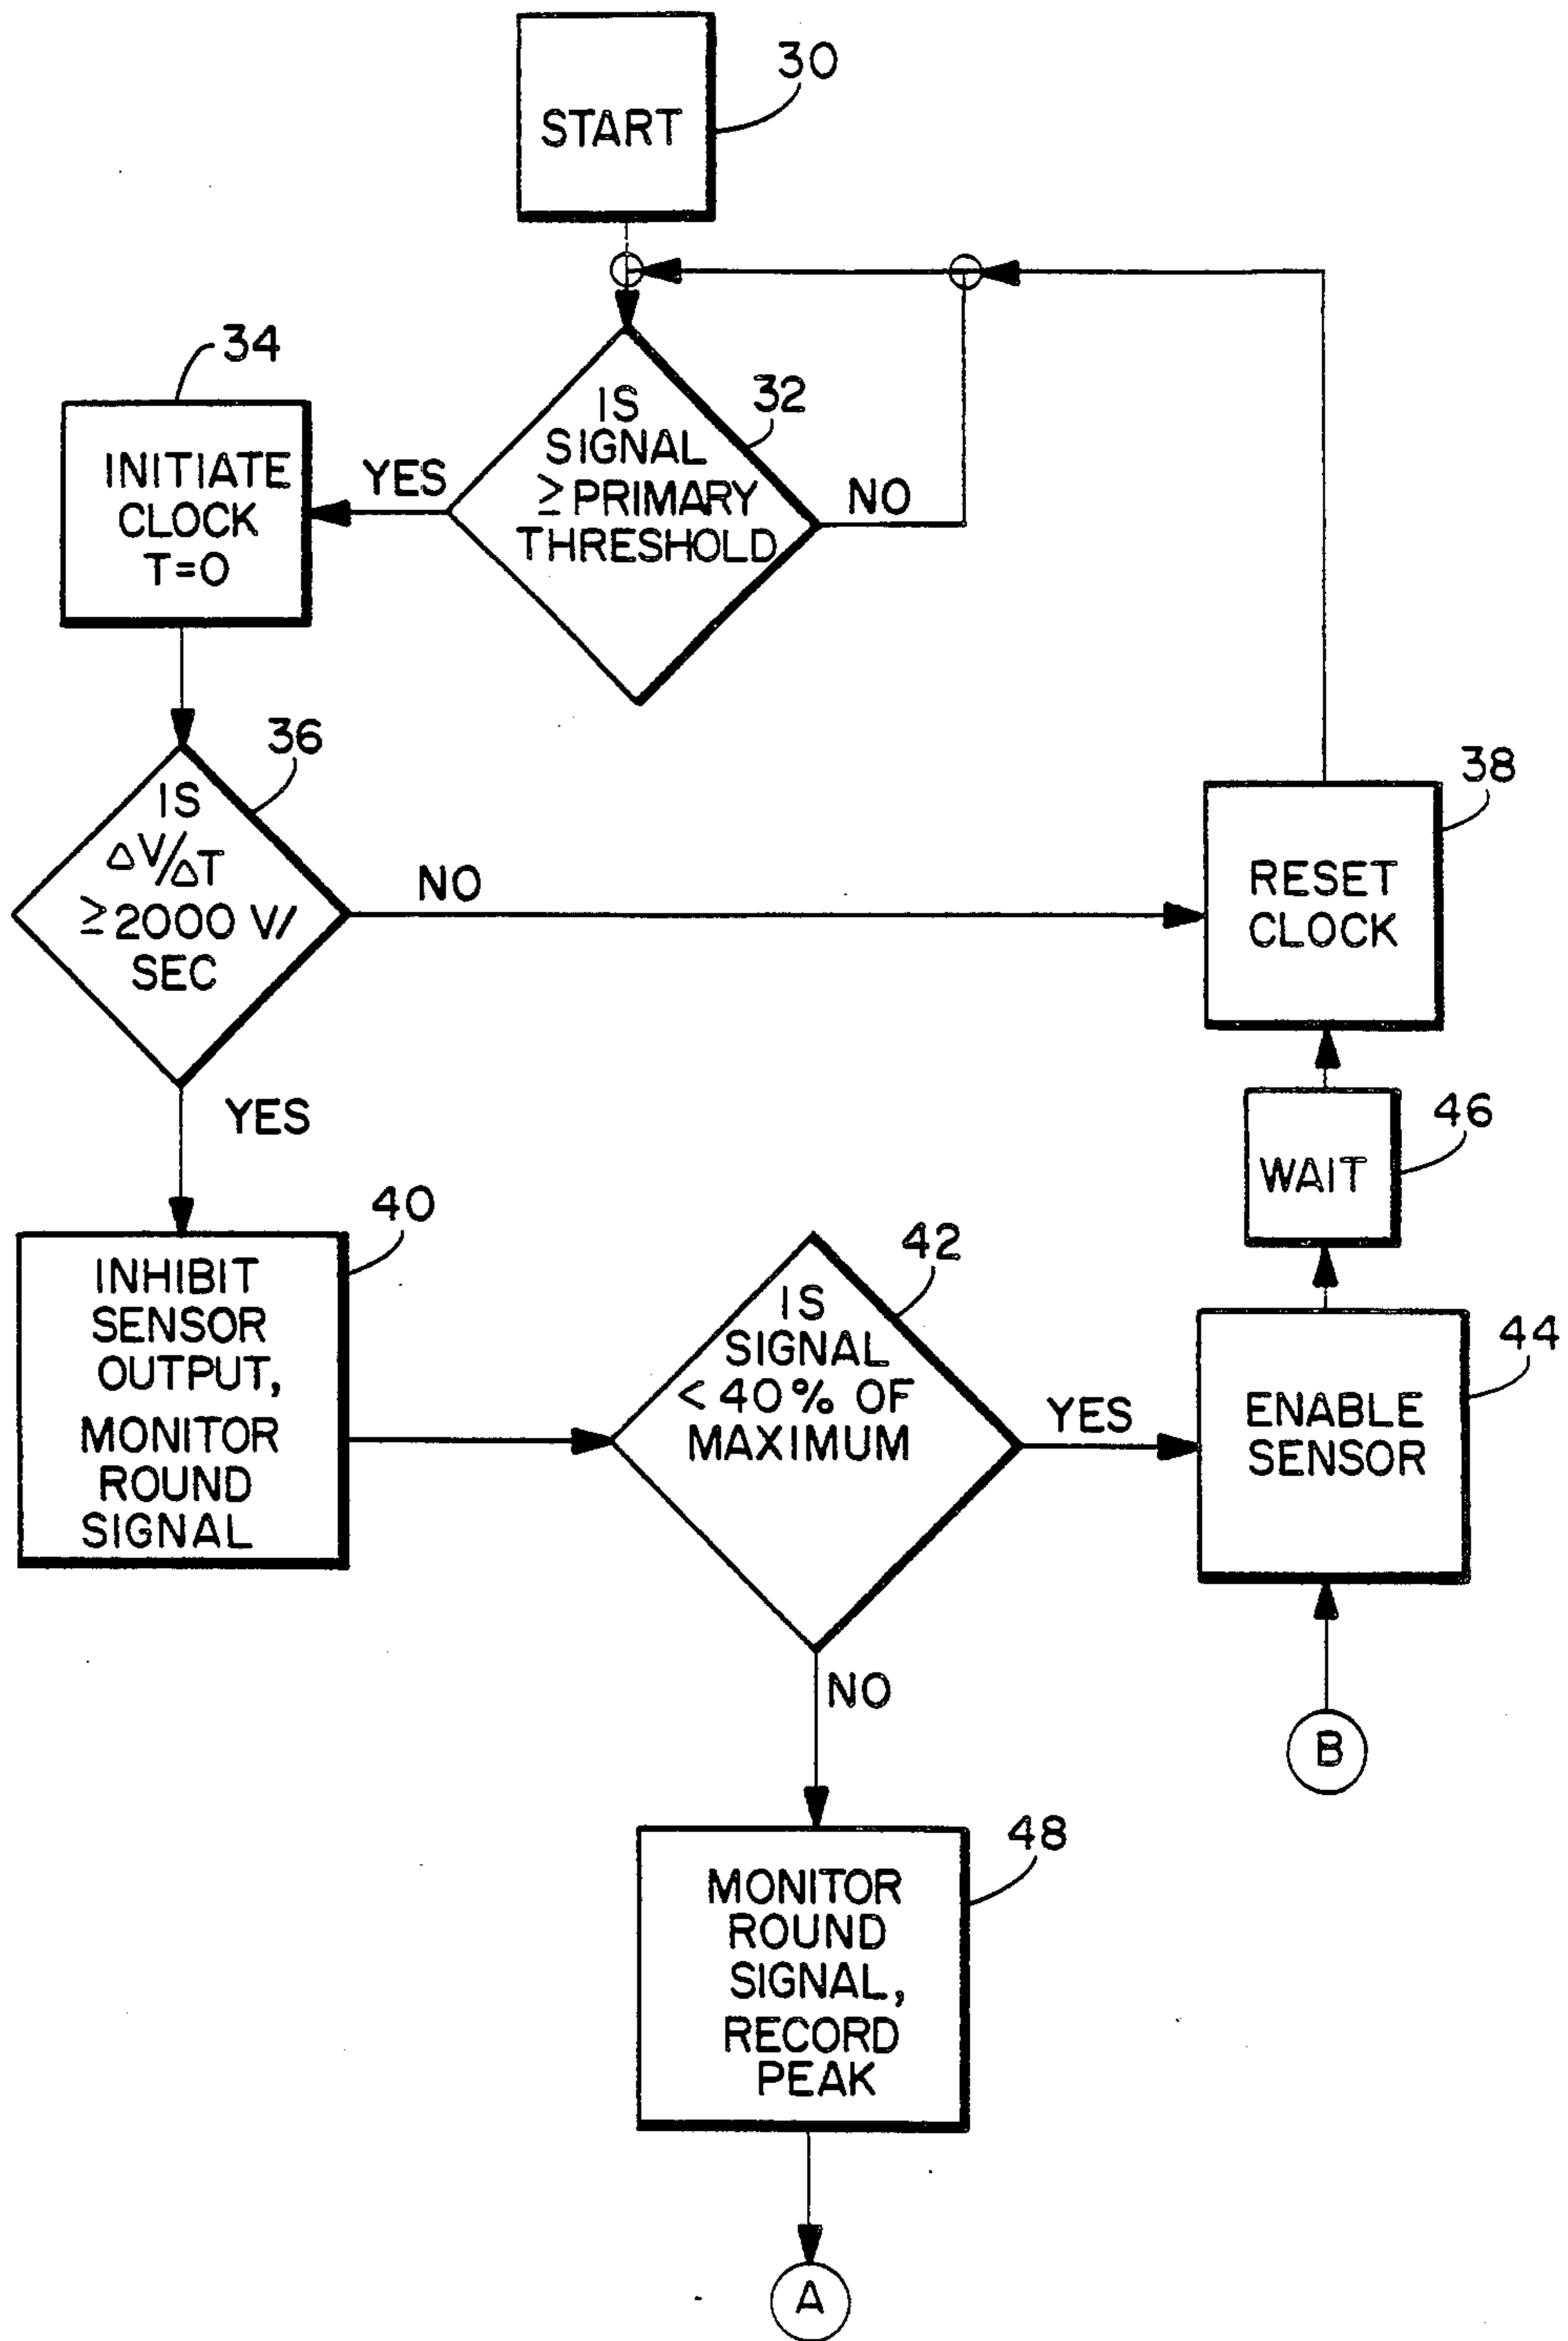 30
START
34
32
IS
SIGNAL
≥ PRIMARY
THRESHOLD
YES
NO
INITIATE
CLOCK
T=0
36
IS
ΔV/ΔT
≥ 2000 V/
SEC
NO
YES
38
RESET
CLOCK
46
WAIT
40
INHIBIT
SENSOR
OUTPUT,
MONITOR
ROUND
SIGNAL
42
IS
SIGNAL
< 40% OF
MAXIMUM
YES
NO
44
ENABLE
SENSOR
B
48
MONITOR
ROUND
SIGNAL,
RECORD
PEAK
A